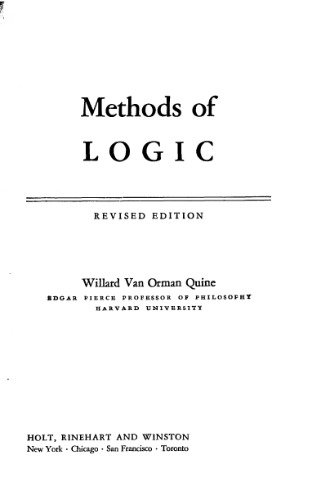 Methods of
LOGIC
REVISED EDITION
Willard Van Orman Quine
EDGAR PIERCE PROFESSOR OF PHILOSOPHY
HARVARD UNIVERSITY
HOLT, RINEHART AND WINSTON
New York · Chicago · San Francisco · Toronto